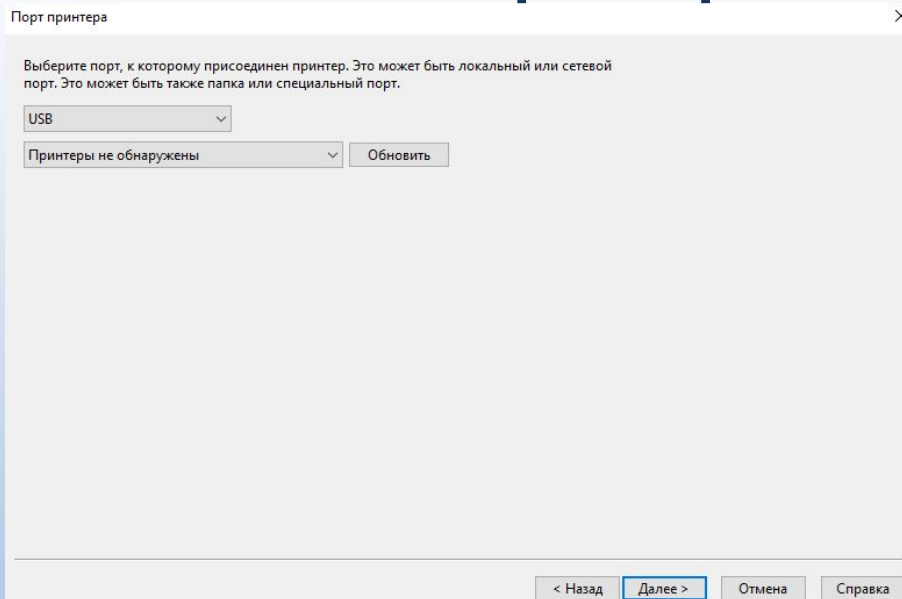 Порт принтера
Выберите порт, к которому присоединен принтер. Это может быть локальный или сетевой
порт. Это может быть также папка или специальный порт.
USB
Принтеры не обнаружены Обновить
< Назад Далее > Отмена Справка